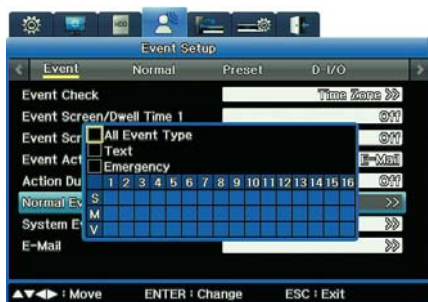 HDD
Event Setup
Event Normal Preset D-I/O
Event Check Time Zone
Event Screen/Dwell Time 1 Off
Event Scr Off
Event Act E-Mail
Action Du Off
Normal Ev
System E
E-Mail
All Event Type
Text
Emergency
1 2 3 4 5 6 7 8 9 10 11 12 13 14 15 16
S
M
V
▲▼◀▶ : Move ENTER : Change ESC : Exit